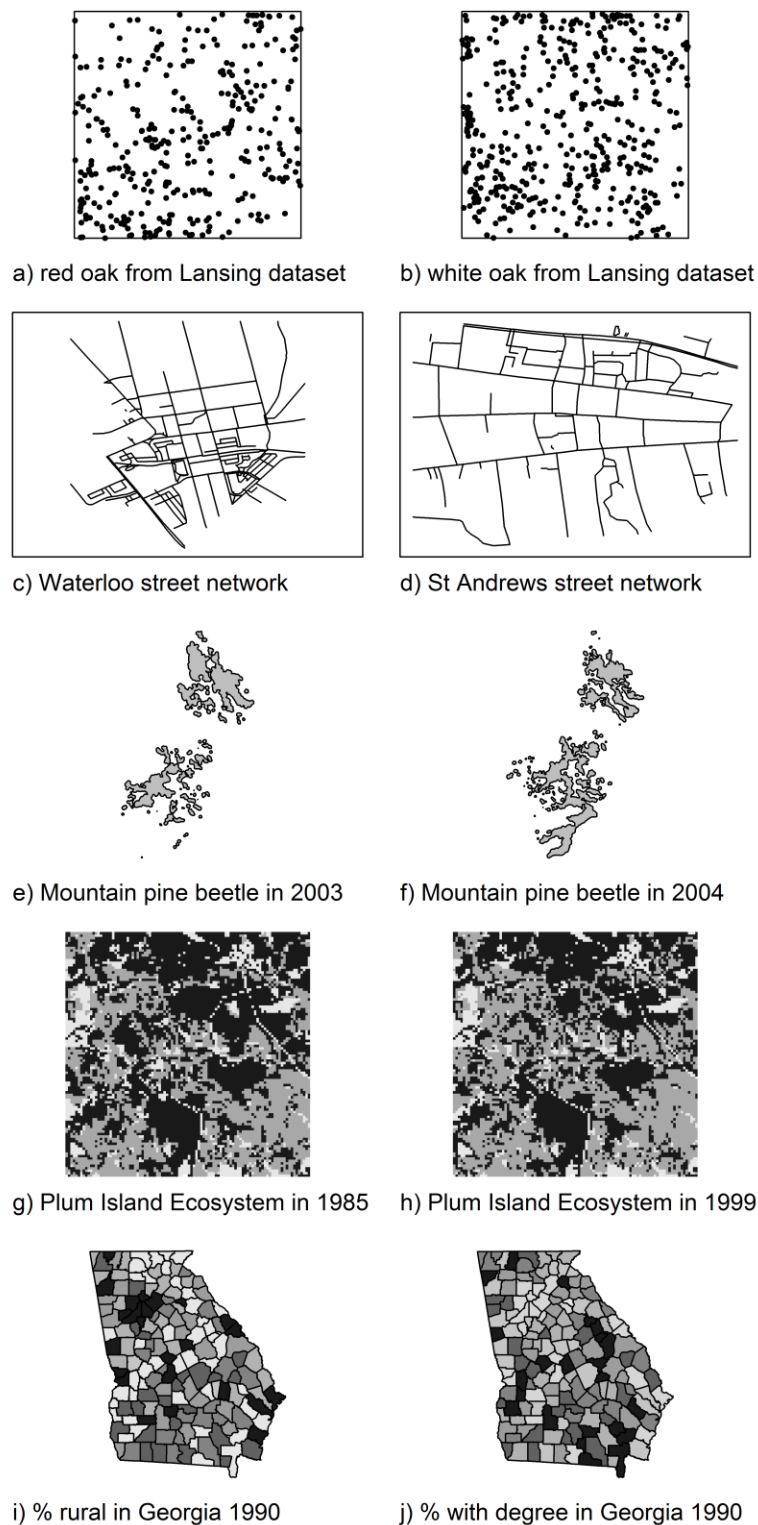 a) red oak from Lansing dataset
b) white oak from Lansing dataset
c) Waterloo street network
d) St Andrews street network
e) Mountain pine beetle in 2003
f) Mountain pine beetle in 2004
g) Plum Island Ecosystem in 1985
h) Plum Island Ecosystem in 1999
i) % rural in Georgia 1990
j) % with degree in Georgia 1990